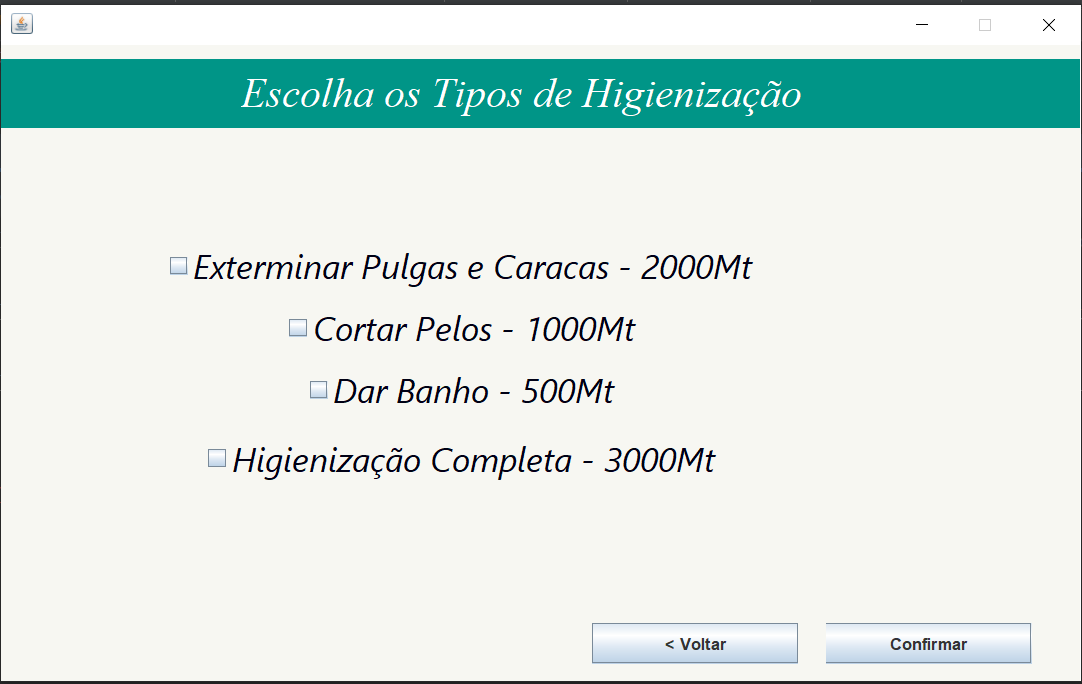 Escolha os Tipos de Higienização
Exterminar Pulgas e Caracas - 2000Mt
Cortar Pelos - 1000Mt
Dar Banho - 500Mt
Higienização Completa - 3000Mt
< Voltar
Confirmar